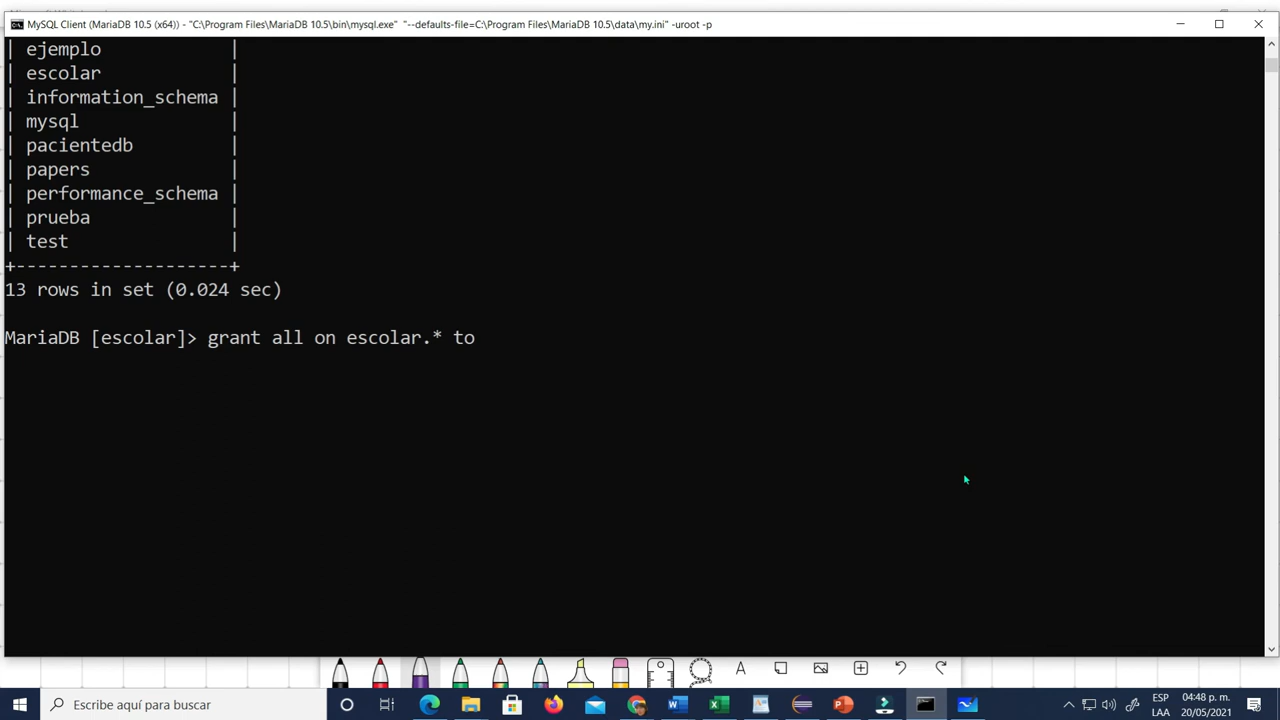 MySQL Client (MariaDB 10.5 (x64)) - "C:\Program Files\MariaDB 10.5\bin\mysql.exe" "--defaults-file=C:\Program Files\MariaDB 10.5\data\my.ini" -uroot -p
| ejemplo |
| escolar |
| information_schema |
| mysql |
| pacientedb |
| papers |
| performance_schema |
| prueba |
| test |
+--------------------+
13 rows in set (0.024 sec)
MariaDB [escolar]> grant all on escolar.* to
Escribe aquí para buscar
ESP
04:48 p. m.
LAA
20/05/2021